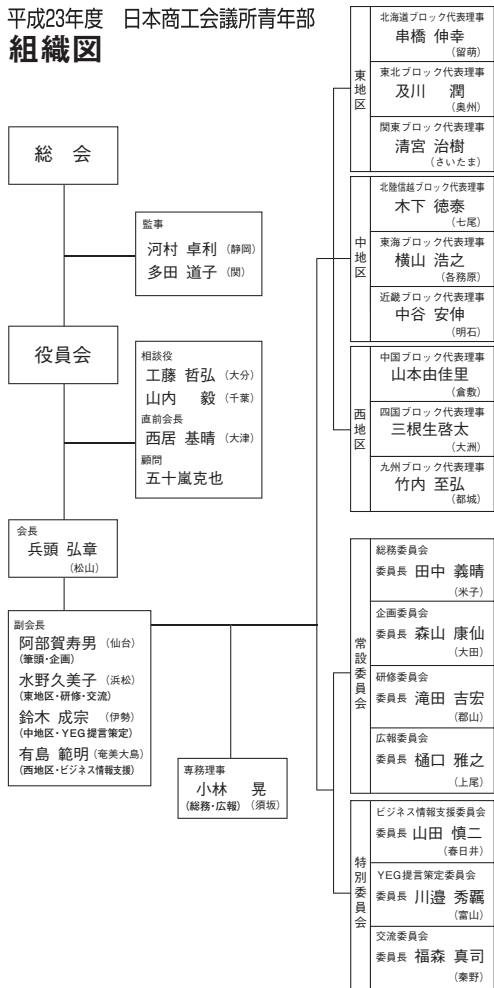 平成23年度　日本商工会議所青年部
組織図
総　会
監事
河村 卓利（静岡）
多田 道子（関）
役員会
相談役
工藤 哲弘（大分）
山内　毅（千葉）
直前会長
西居 基晴（大津）
顧問
五十嵐克也
会長
兵頭 弘章
（松山）
副会長
阿部賀寿男（仙台）
（筆頭・企画）
水野久美子（浜松）
（東地区・研修・交流）
鈴木 成宗（伊勢）
（中地区・YEG提言策定）
有島 範明（奄美大島）
（西地区・ビジネス情報支援）
専務理事
小林　晃
（総務・広報）（須坂）
東地区
北海道ブロック代表理事
串橋 伸幸
（留萌）
東北ブロック代表理事
及川　潤
（奥州）
関東ブロック代表理事
清宮 治樹
（さいたま）
中地区
北陸信越ブロック代表理事
木下 徳泰
（七尾）
東海ブロック代表理事
横山 浩之
（各務原）
近畿ブロック代表理事
中谷 安伸
（明石）
西地区
中国ブロック代表理事
山本由佳里
（倉敷）
四国ブロック代表理事
三根生啓太
（大洲）
九州ブロック代表理事
竹内 至弘
（都城）
常設委員会
総務委員会
委員長 田中 義晴
（米子）
企画委員会
委員長 森山 康仙
（大田）
研修委員会
委員長 滝田 吉宏
（郡山）
広報委員会
委員長 樋口 雅之
（上尾）
特別委員会
ビジネス情報支援委員会
委員長 山田 慎二
（春日井）
YEG提言策定委員会
委員長 川邉 秀覊
（富山）
交流委員会
委員長 福森 真司
（秦野）